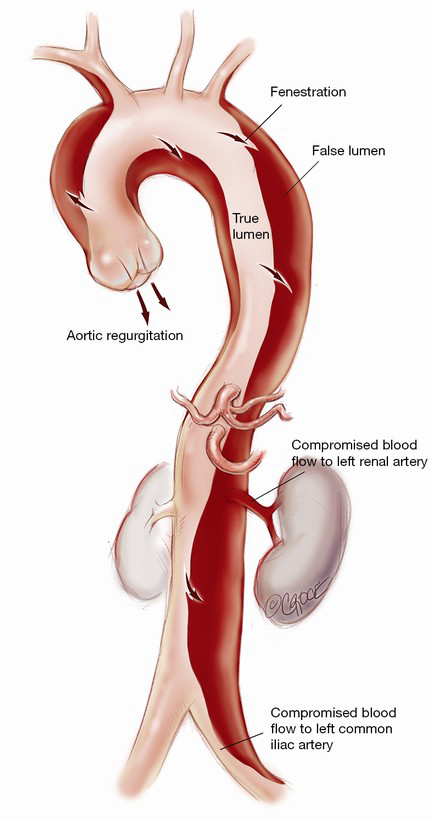 Fenestration
False lumen
True
lumen
Aortic regurgitation
Compromised blood
flow to left renal artery
©CROCE
Compromised blood
flow to left common
iliac artery